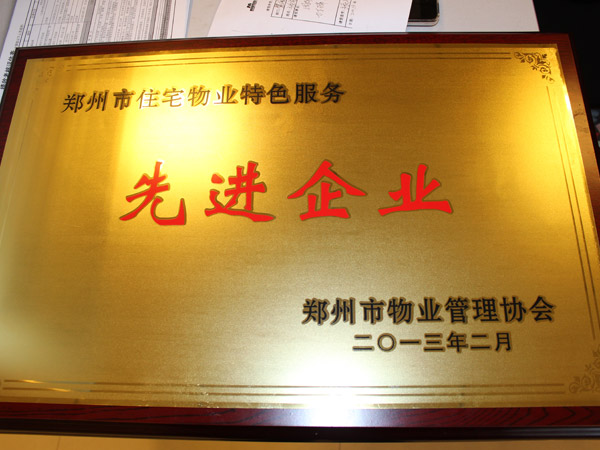 郑州市住宅物业特色服务
先进企业
郑州市物业管理协会
二〇一三年二月